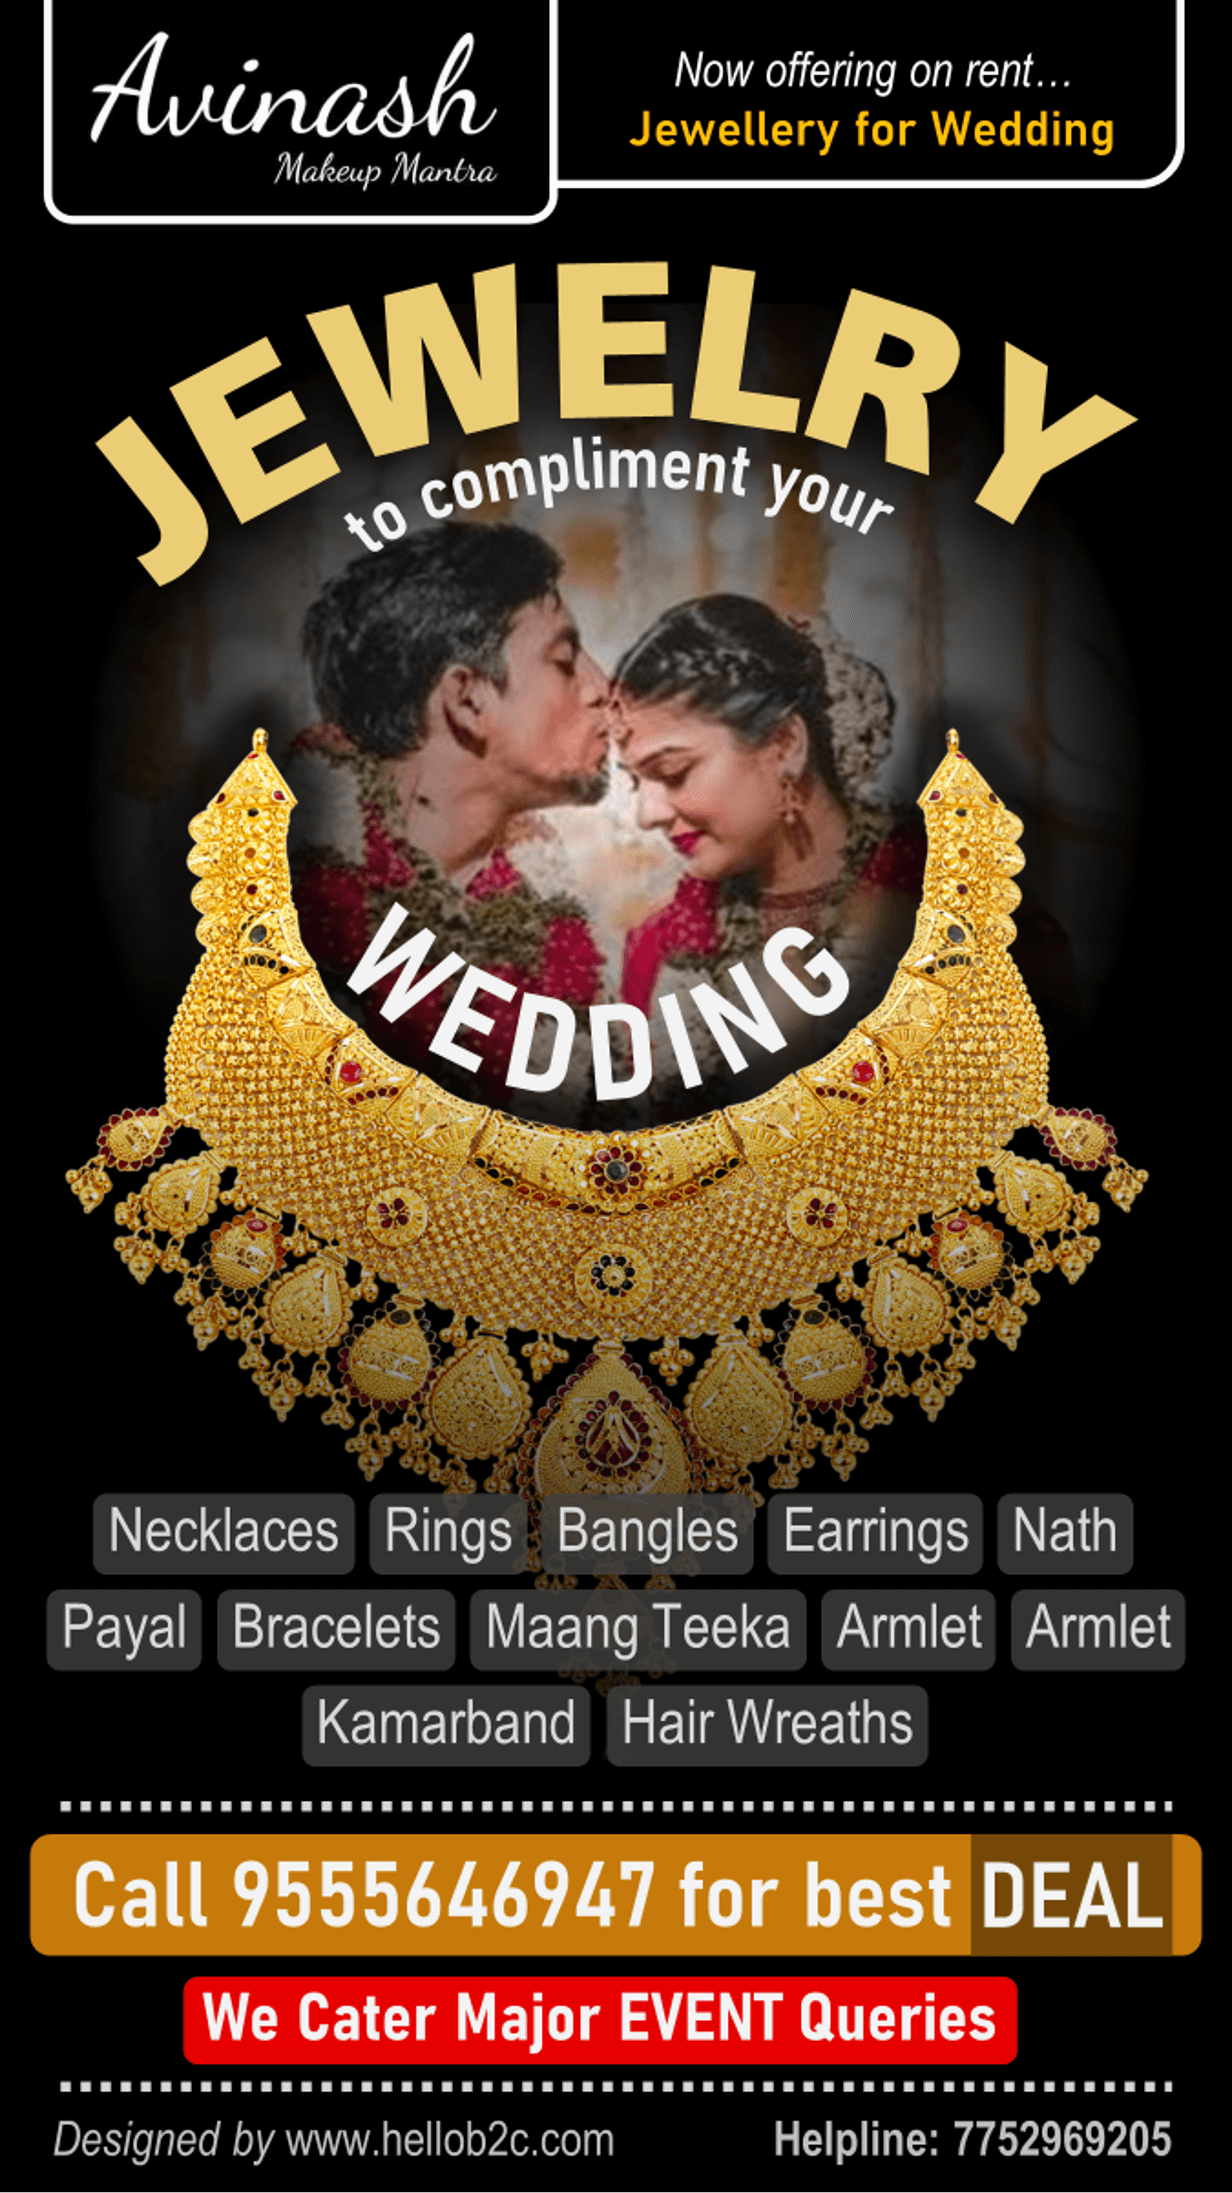 Avinash
Makeup Mantra
Now offering on rent...
Jewellery for Wedding
JEWELRY
to compliment your
WEDDING
Necklaces Rings Bangles Earrings Nath
Payal Bracelets Maang Teeka Armlet Armlet
Kamarband Hair Wreaths
Call 9555646947 for best DEAL
We Cater Major EVENT Queries
Designed by www.hellob2c.com Helpline: 7752969205